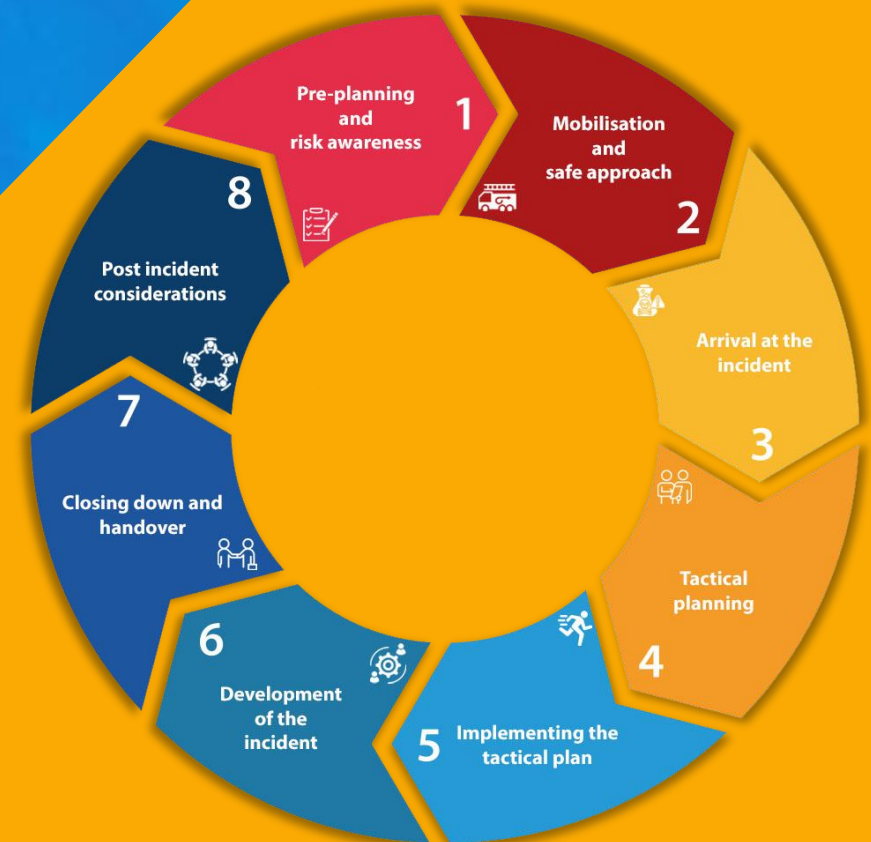 Pre-planning
and
risk awareness
1
Mobilisation
and
safe approach
2
Arrival at the
incident
3
Tactical
planning
4
Implementing the
tactical plan
5
Development
of the
incident
6
Closing down and
handover
7
Post incident
considerations
8